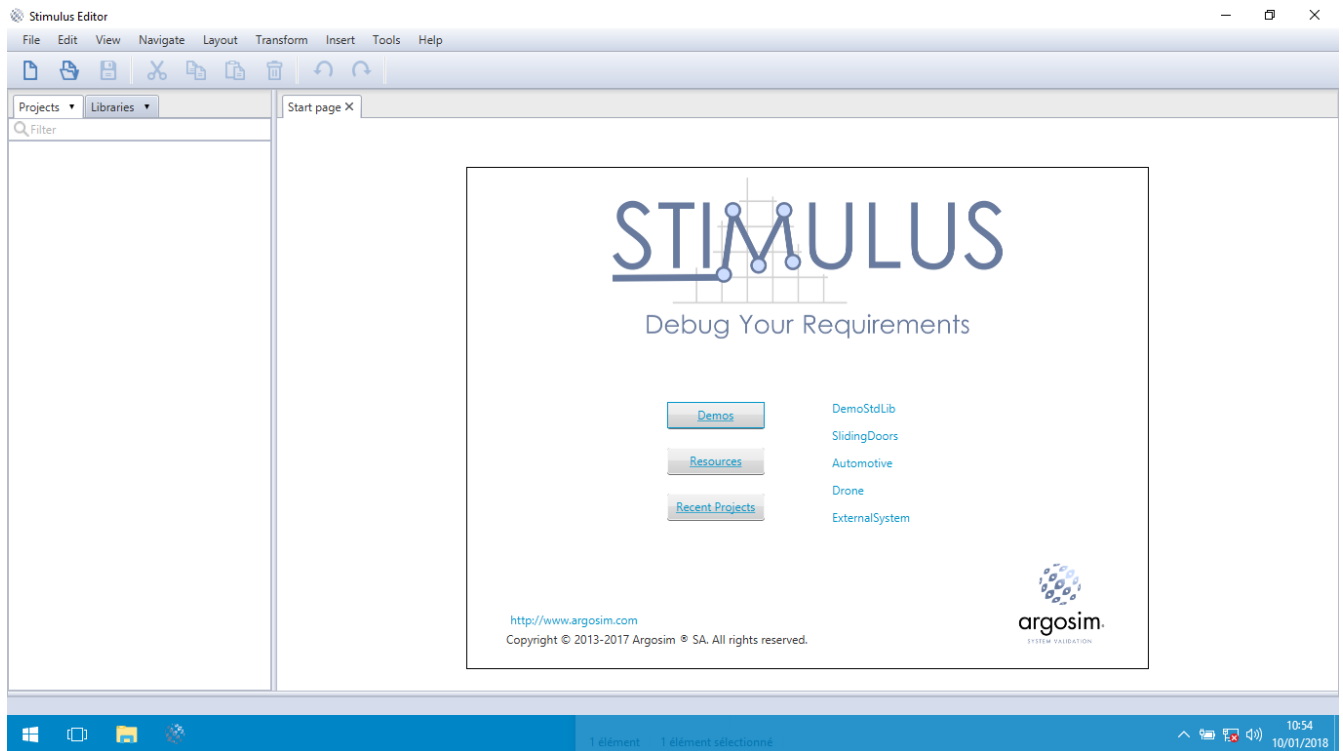 Stimulus Editor
File Edit View Navigate Layout Transform Insert Tools Help
Projects Libraries
Start page
Filter
STIMULUS
Debug Your Requirements
Demos
Resources
Recent Projects
DemoStdLib
SlidingDoors
Automotive
Drone
ExternalSystem
http://www.argosim.com
Copyright © 2013-2017 Argosim ® SA. All rights reserved.
argosim
SYSTEM VALIDATION
1 élément 1 élément sélectionné
10:54
10/01/2018